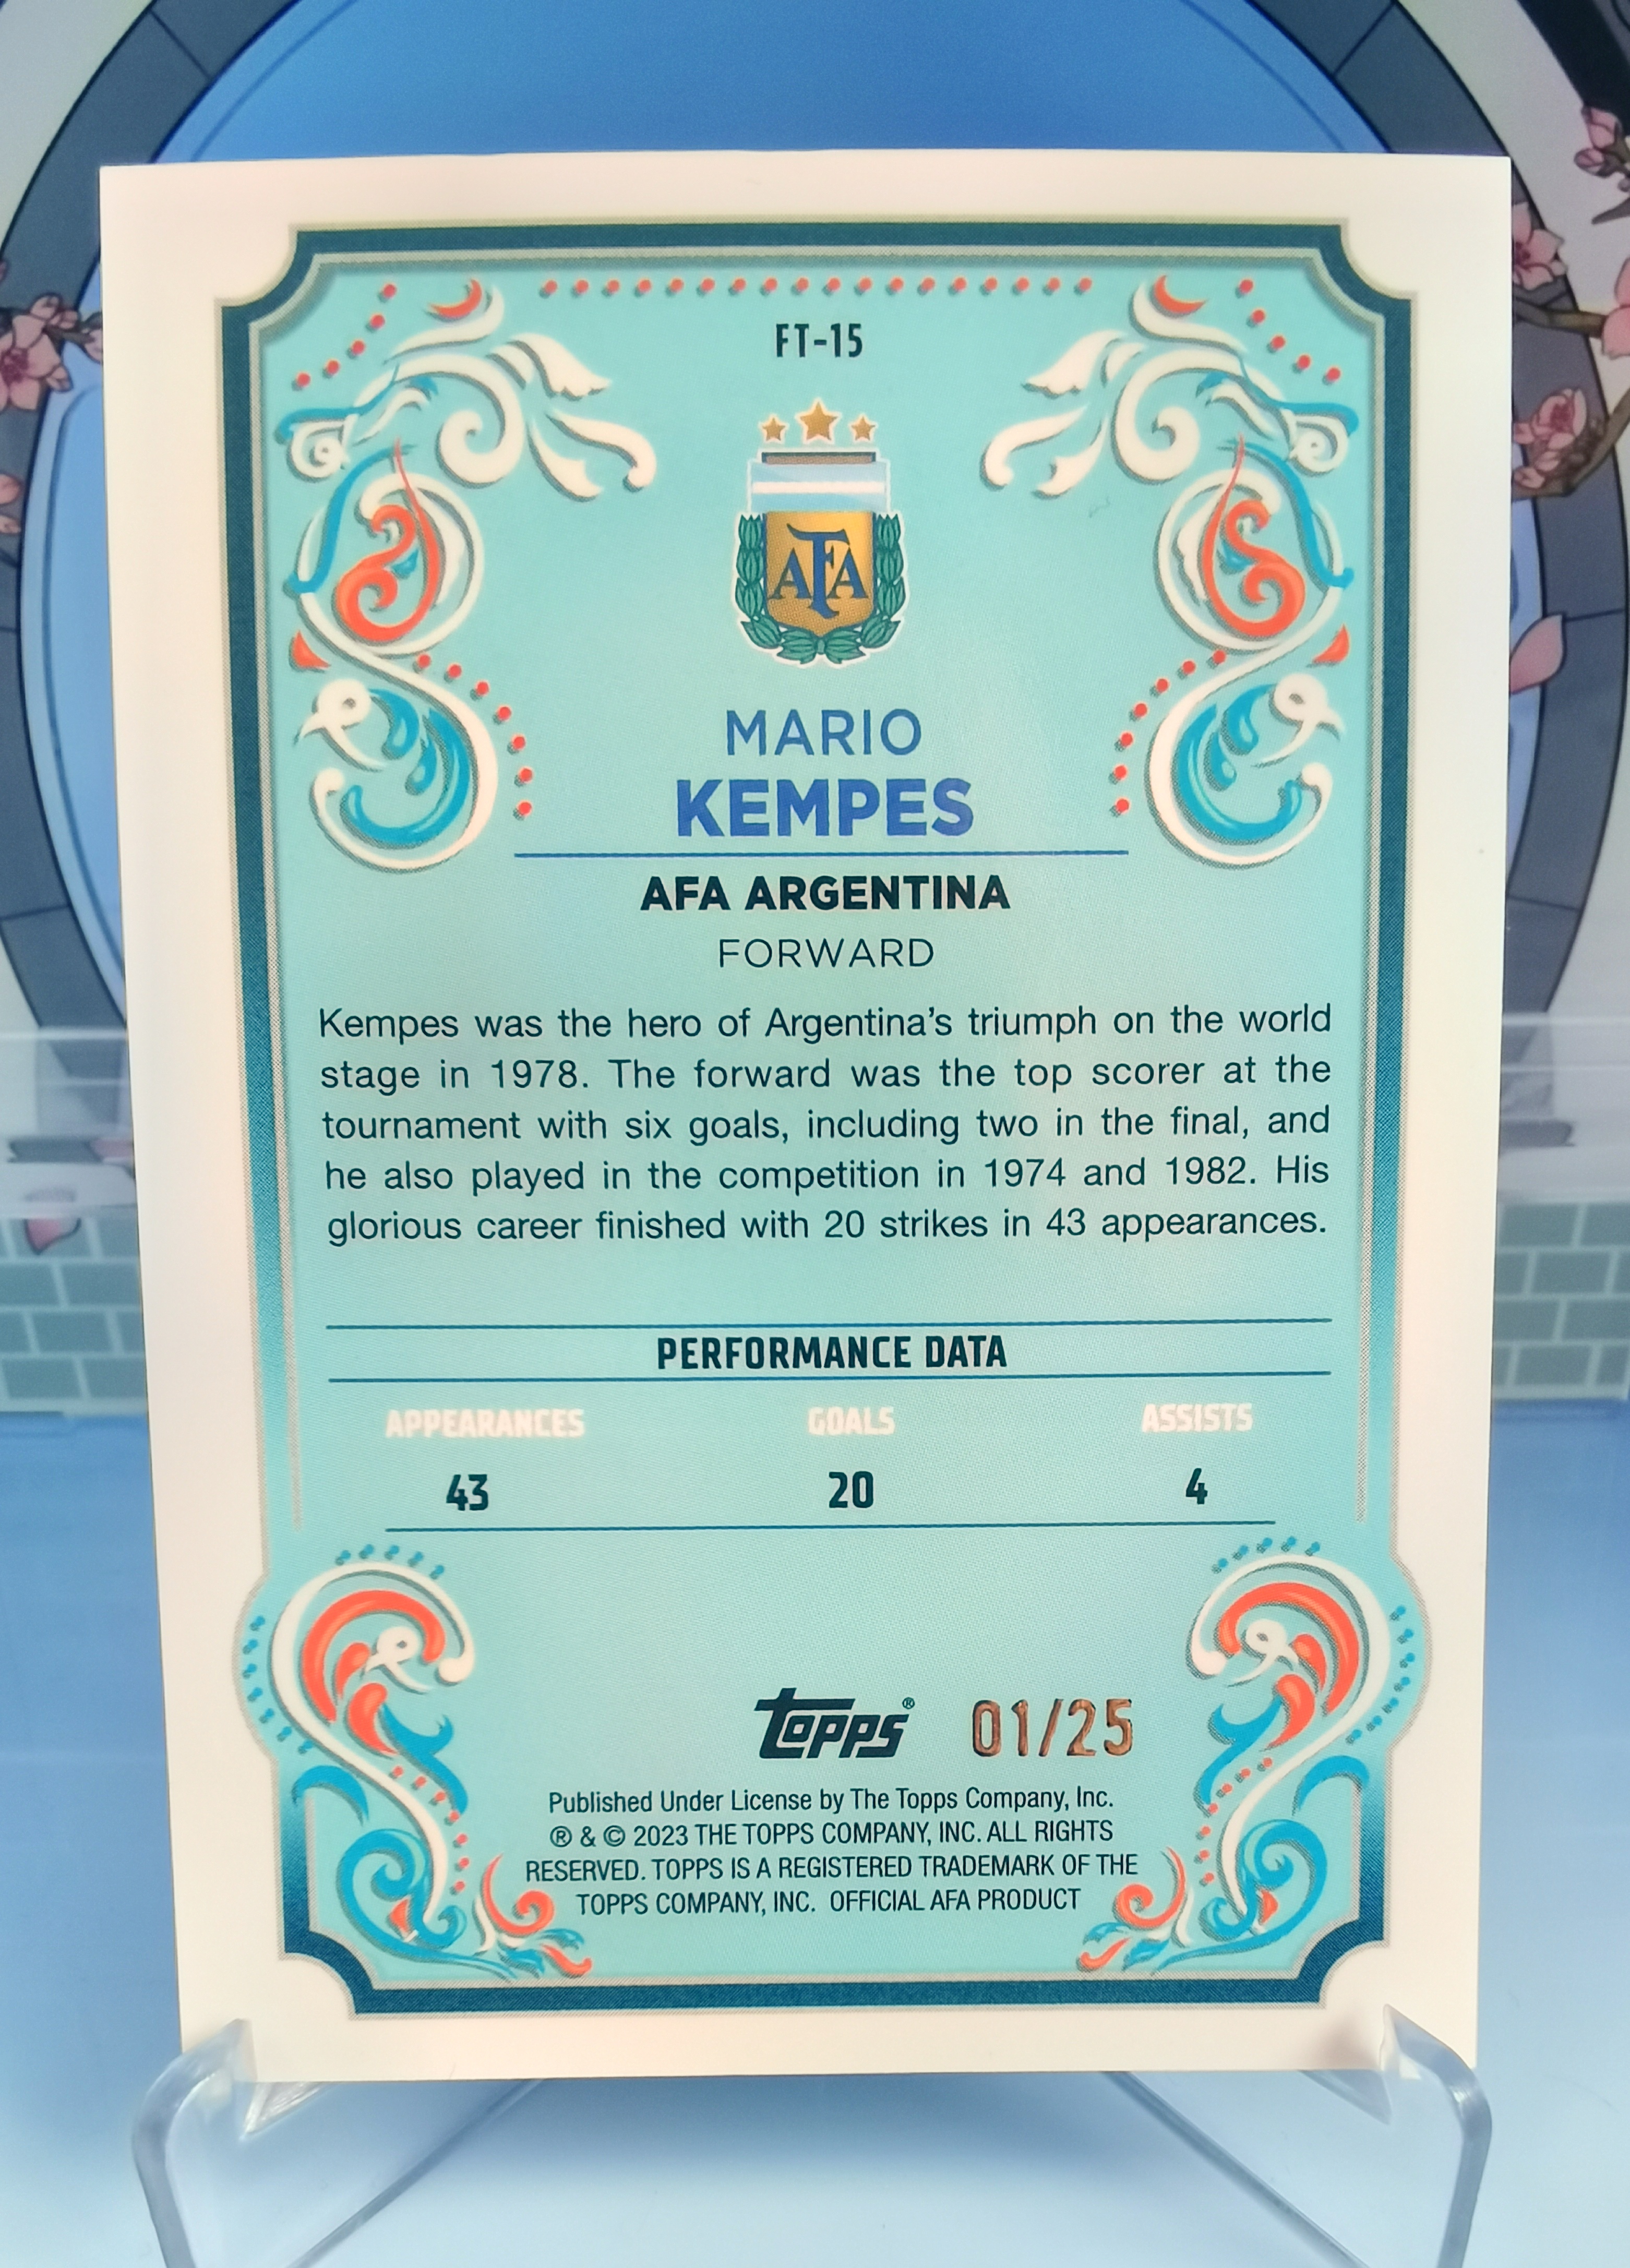 FT-15
AFA
MARIO
KEMPES
AFA ARGENTINA
FORWARD
Kempes was the hero of Argentina's triumph on the world
stage in 1978. The forward was the top scorer at the
tournament with six goals, including two in the final, and
he also played in the competition in 1974 and 1982. His
glorious career finished with 20 strikes in 43 appearances.
PERFORMANCE DATA
APPEARANCES GOALS ASSISTS
43 20 4
Topps® 01/25
Published Under License by The Topps Company, Inc.
® & © 2023 THE TOPPS COMPANY, INC. ALL RIGHTS
RESERVED. TOPPS IS A REGISTERED TRADEMARK OF THE
TOPPS COMPANY, INC. OFFICIAL AFA PRODUCT